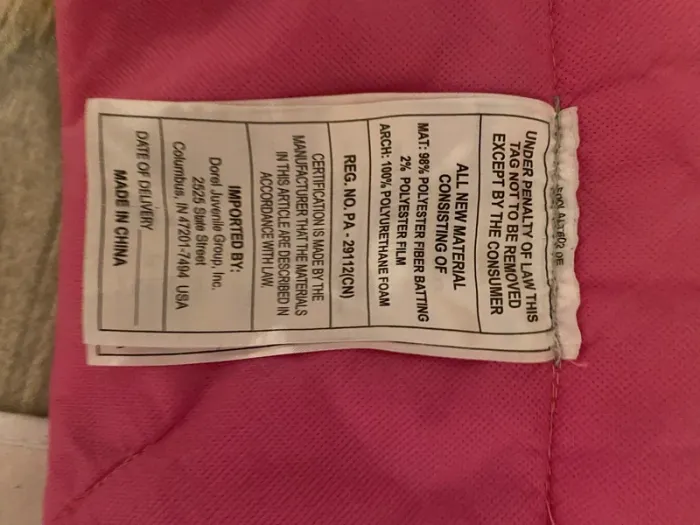 UNDER PENALTY OF LAW THIS
TAG NOT TO BE REMOVED
EXCEPT BY THE CONSUMER
ALL NEW MATERIAL
CONSISTING OF
MAT: 98% POLYESTER FIBER BATTING
2% POLYESTER FILM
ARCH: 100% POLYURETHANE FOAM
REG. NO. PA - 29112(CN)
CERTIFICATION IS MADE BY THE
MANUFACTURER THAT THE MATERIALS
IN THIS ARTICLE ARE DESCRIBED IN
ACCORDANCE WITH LAW.
IMPORTED BY:
Dorel Juvenile Group, Inc.
2525 State Street
Columbus, IN 47201-7494 USA
DATE OF DELIVERY
MADE IN CHINA